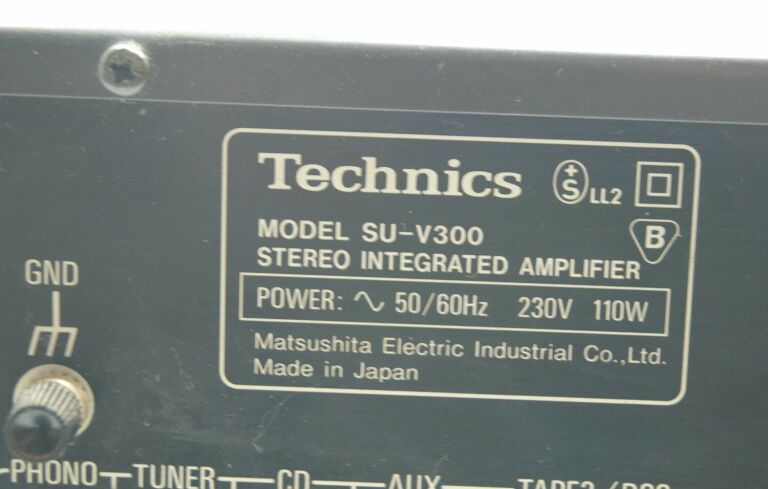 Technics
S LL2
MODEL SU-V300
B
STEREO INTEGRATED AMPLIFIER
POWER: ∿ 50/60Hz 230V 110W
Matsushita Electric Industrial Co.,Ltd.
Made in Japan
GND
PHONO TUNER CD AUX